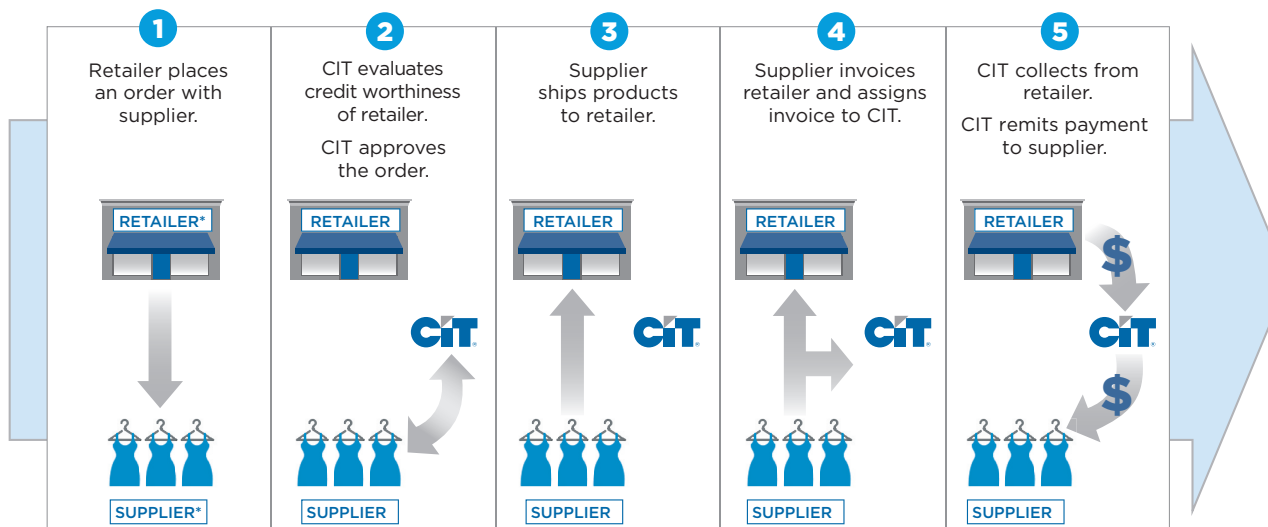 1
Retailer places
an order with
supplier.
RETAILER*
SUPPLIER*
2
CIT evaluates
credit worthiness
of retailer.
CIT approves
the order.
RETAILER
CiT®
SUPPLIER
3
Supplier
ships products
to retailer.
RETAILER
CiT®
SUPPLIER
4
Supplier invoices
retailer and assigns
invoice to CIT.
RETAILER
CiT®
SUPPLIER
5
CIT collects from
retailer.
CIT remits payment
to supplier.
RETAILER
$
CiT®
$
SUPPLIER